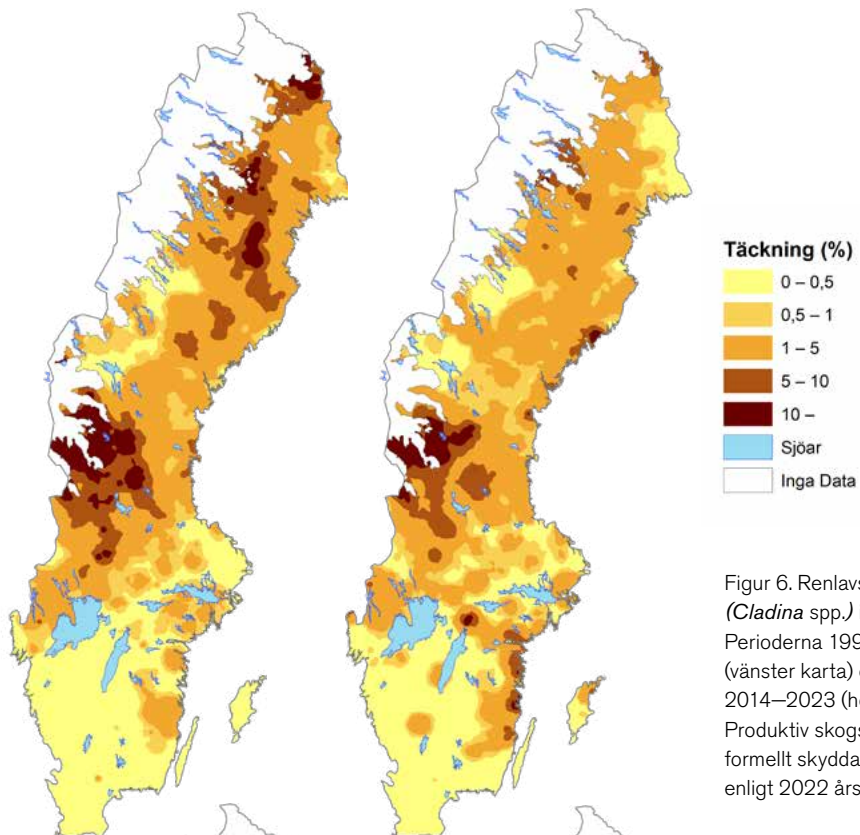 Täckning (%)
0 – 0,5
0,5 – 1
1 – 5
5 – 10
10 –
Sjöar
Inga Data
Figur 6. Renlavs
(Cladina spp.)
Perioderna 199
(vänster karta)
2014–2023
Produktiv skogs
formellt skydda
enligt 2022 års